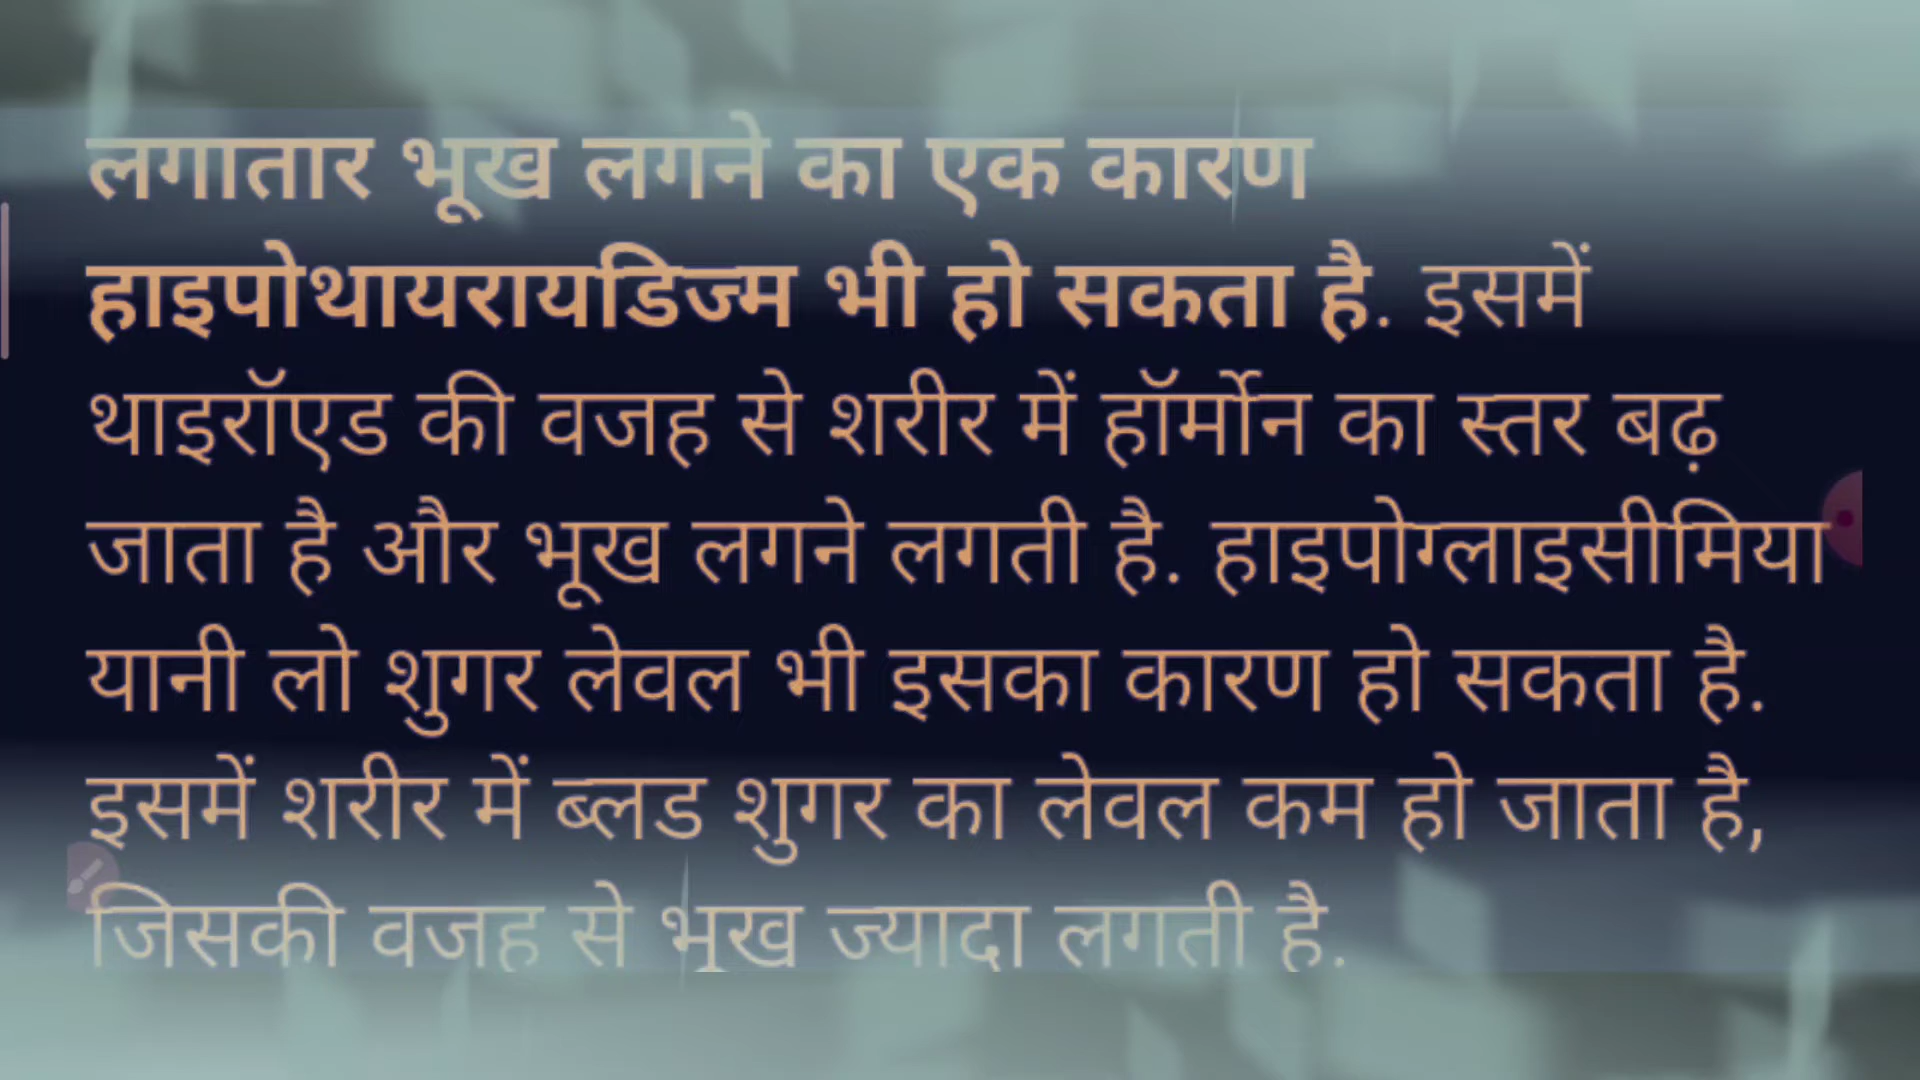 लगातार भूख लगने का एक कारण
हाइपोथायरायडिज्म भी हो सकता है. इसमें
थाइरॉएड की वजह से शरीर में हॉर्मोन का स्तर बढ़
जाता है और भूख लगने लगती है. हाइपोग्लाइसीमिया
यानी लो शुगर लेवल भी इसका कारण हो सकता है.
इसमें शरीर में ब्लड शुगर का लेवल कम हो जाता है,
जिसकी वजह से भूख ज्यादा लगती है.